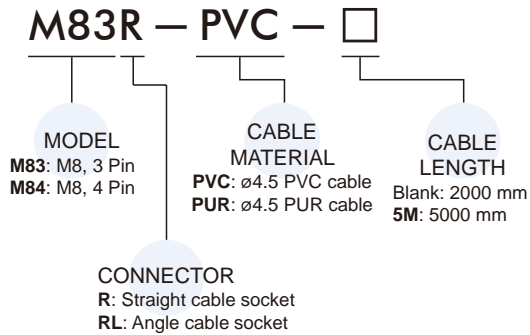 M83R – PVC – □
MODEL
M83: M8, 3 Pin
M84: M8, 4 Pin
CABLE
MATERIAL
PVC: ø4.5 PVC cable
PUR: ø4.5 PUR cable
CABLE
LENGTH
Blank: 2000 mm
5M: 5000 mm
CONNECTOR
R: Straight cable socket
RL: Angle cable socket